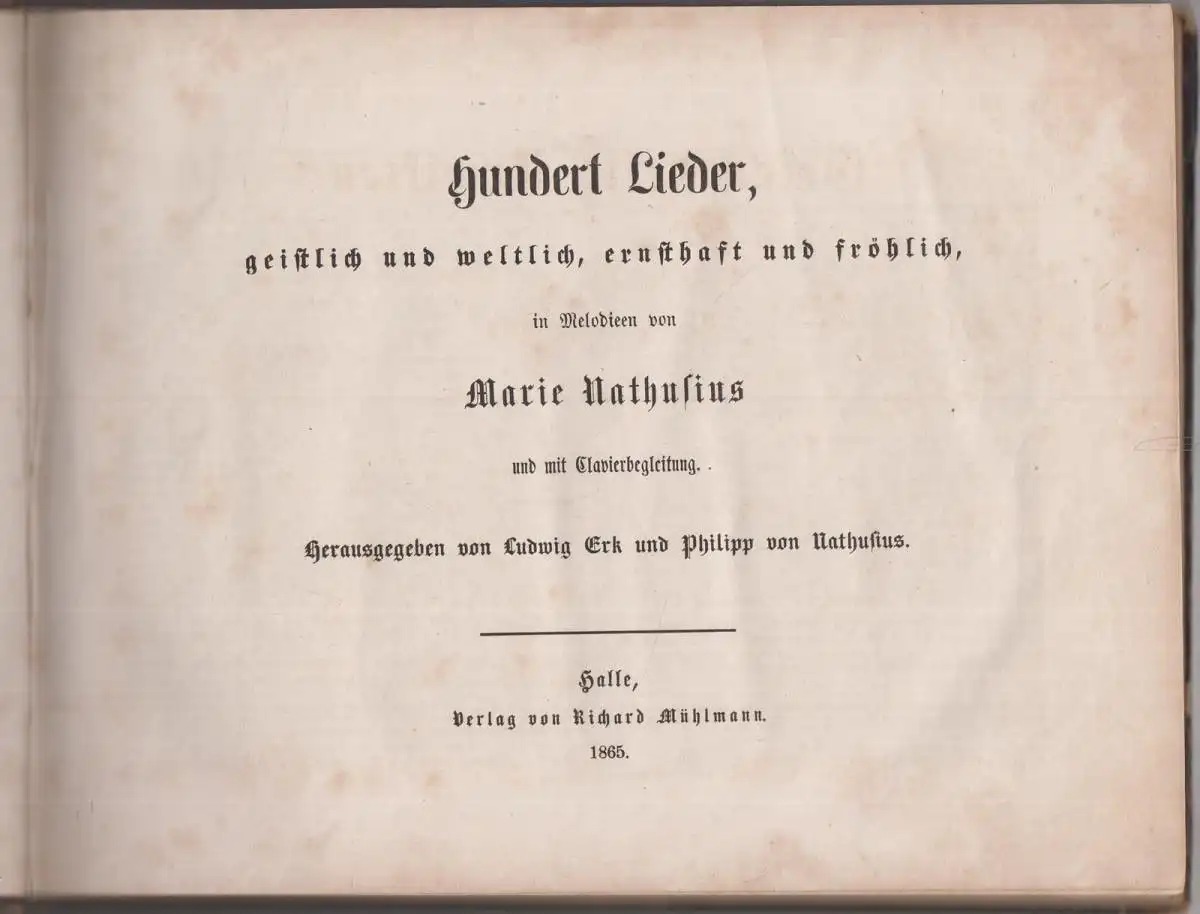 Hundert Lieder,
geistlich und weltlich, ernsthaft und fröhlich,
in Melodieen von
Marie Nathusius
und mit Clavierbegleitung.
Herausgegeben von Ludwig Erk und Philipp von Nathusius.
Halle,
Verlag von Richard Mühlmann.
1865.